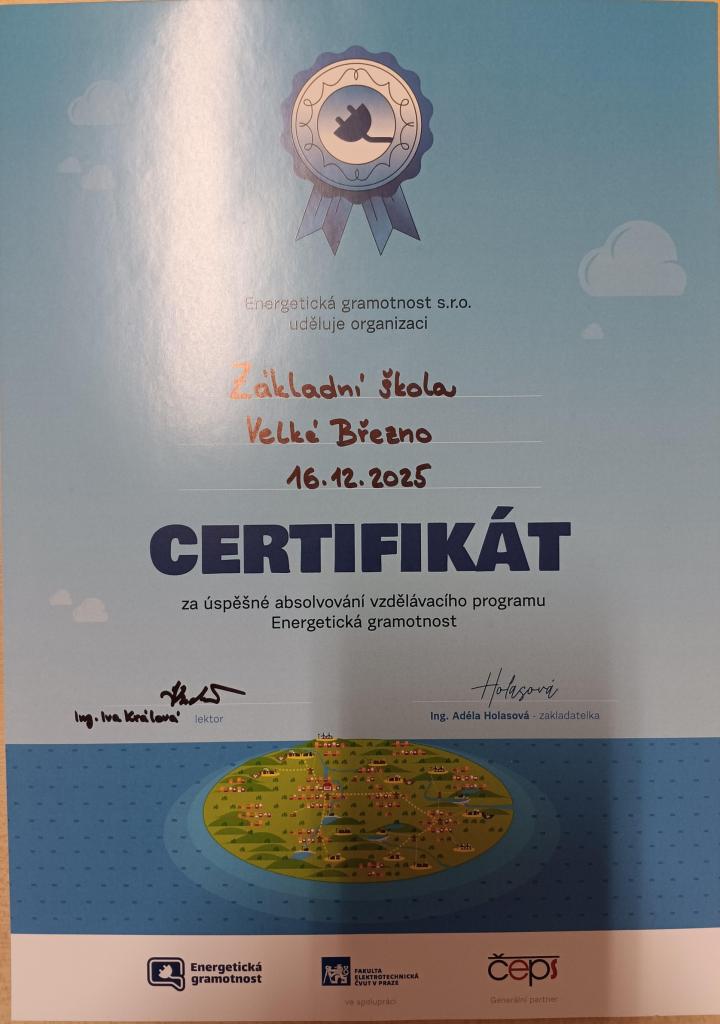 Energetická gramotnost s.r.o.
uděluje organizaci
Základní škola
Velké Březno
16.12.2025
CERTIFIKÁT
za úspěšné absolvování vzdělávacího programu
Energetická gramotnost
Holasová
Ing. Iva Králová lektor
Ing. Adéla Holasová - zakladatelka
Energetická
gramotnost
FAKULTA
ELEKTROTECHNICKÁ
ČVUT V PRAZE
ve spolupráci
čeps
Generální partner